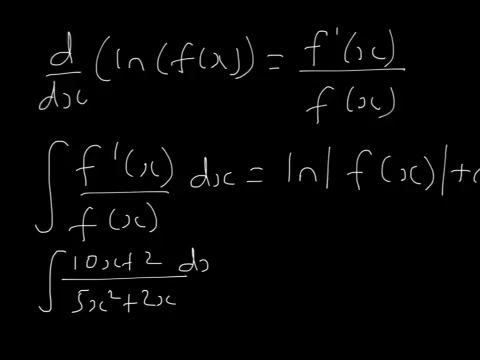 d/dx (ln(f(x)) = f'(x)/f(x)
∫ f'(x)/f(x) dx = ln|f(x)|+c
∫ 10x+2/5x²+2x dx